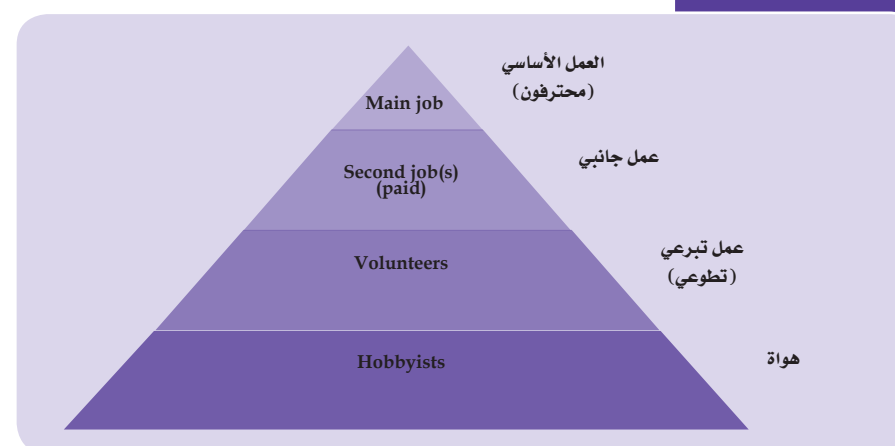 العمل الأساسي
(محترفون)
Main job
عمل جانبي
Second job(s)
(paid)
عمل تبرعي
(تطوعي)
Volunteers
هواة
Hobbyists